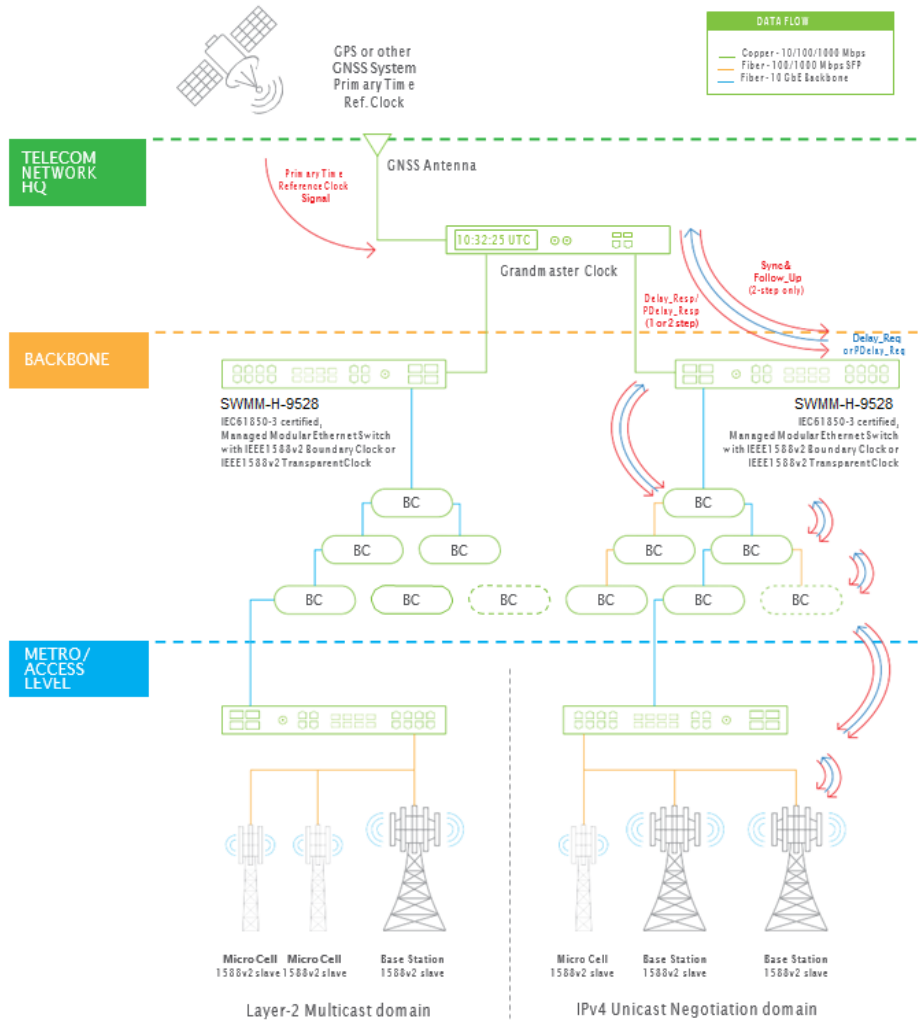 GPS or other
GNSS System
Primary Time
Ref. Clock
DATA FLOW
Copper - 10/100/1000 Mbps
Fiber - 100/1000 Mbps SFP
Fiber - 10 GbE Backbone
TELECOM
NETWORK
HQ
GNSS Antenna
Primary Time
Reference Clock
Signal
10:32:25 UTC
Grandmaster Clock
Sync &
Follow_Up
(2-step only)
Delay_Resp/
PDelay_Resp
(1 or 2 step)
Delay_Req
or PDelay_Req
BACKBONE
SWMM-H-9528
IEC61850-3 certified,
Managed Modular Ethernet Switch
with IEEE1588v2 Boundary Clock or
IEEE1588v2 Transparent Clock
SWMM-H-9528
IEC61850-3 certified,
Managed Modular Ethernet Switch
with IEEE1588v2 Boundary Clock or
IEEE1588v2 Transparent Clock
BC
BC
BC BC
BC BC
BC BC BC
BC BC BC
METRO/
ACCESS
LEVEL
Micro Cell
1588v2 slave
Micro Cell
1588v2 slave
Base Station
1588v2 slave
Micro Cell
1588v2 slave
Base Station
1588v2 slave
Base Station
1588v2 slave
Layer-2 Multicast domain
IPv4 Unicast Negotiation domain